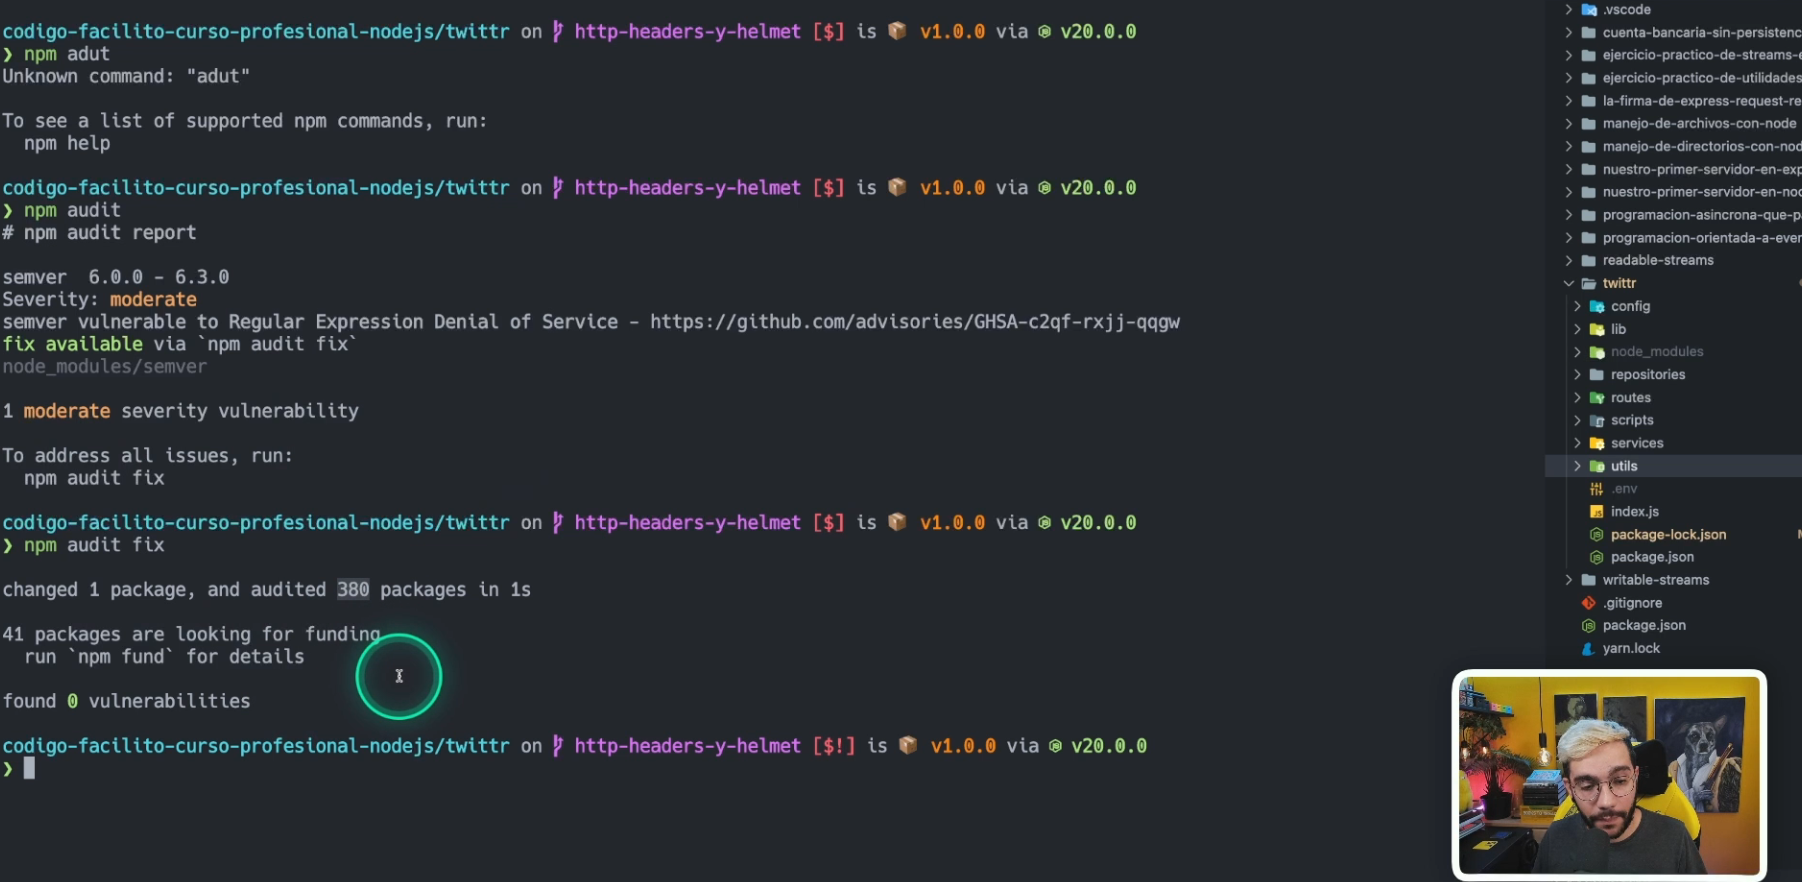 codigo-facilito-curso-profesional-nodejs/twittr on http-headers-y-helmet [$] is v1.0.0 via v20.0.0
❯ npm adut
Unknown command: "adut"
To see a list of supported npm commands, run:
npm help
codigo-facilito-curso-profesional-nodejs/twittr on http-headers-y-helmet [$] is v1.0.0 via v20.0.0
❯ npm audit
# npm audit report
semver 6.0.0 - 6.3.0
Severity: moderate
semver vulnerable to Regular Expression Denial of Service - https://github.com/advisories/GHSA-c2qf-rxjj-qqgw
fix available via `npm audit fix`
node_modules/semver
1 moderate severity vulnerability
To address all issues, run:
npm audit fix
codigo-facilito-curso-profesional-nodejs/twittr on http-headers-y-helmet [$] is v1.0.0 via v20.0.0
❯ npm audit fix
changed 1 package, and audited 380 packages in 1s
41 packages are looking for funding
run `npm fund` for details
found 0 vulnerabilities
codigo-facilito-curso-profesional-nodejs/twittr on http-headers-y-helmet [$!] is v1.0.0 via v20.0.0
❯
.vscode
cuenta-bancaria-sin-persistenc
ejercicio-practico-de-streams-e
ejercicio-practico-de-utilidades
la-firma-de-express-request-re
manejo-de-archivos-con-node
manejo-de-directorios-con-nod
nuestro-primer-servidor-en-exp
nuestro-primer-servidor-en-noc
programacion-asincrona-que-p
programacion-orientada-a-ever
readable-streams
twittr
config
lib
node_modules
repositories
routes
scripts
services
utils
.env
index.js
package-lock.json
package.json
writable-streams
.gitignore
package.json
yarn.lock